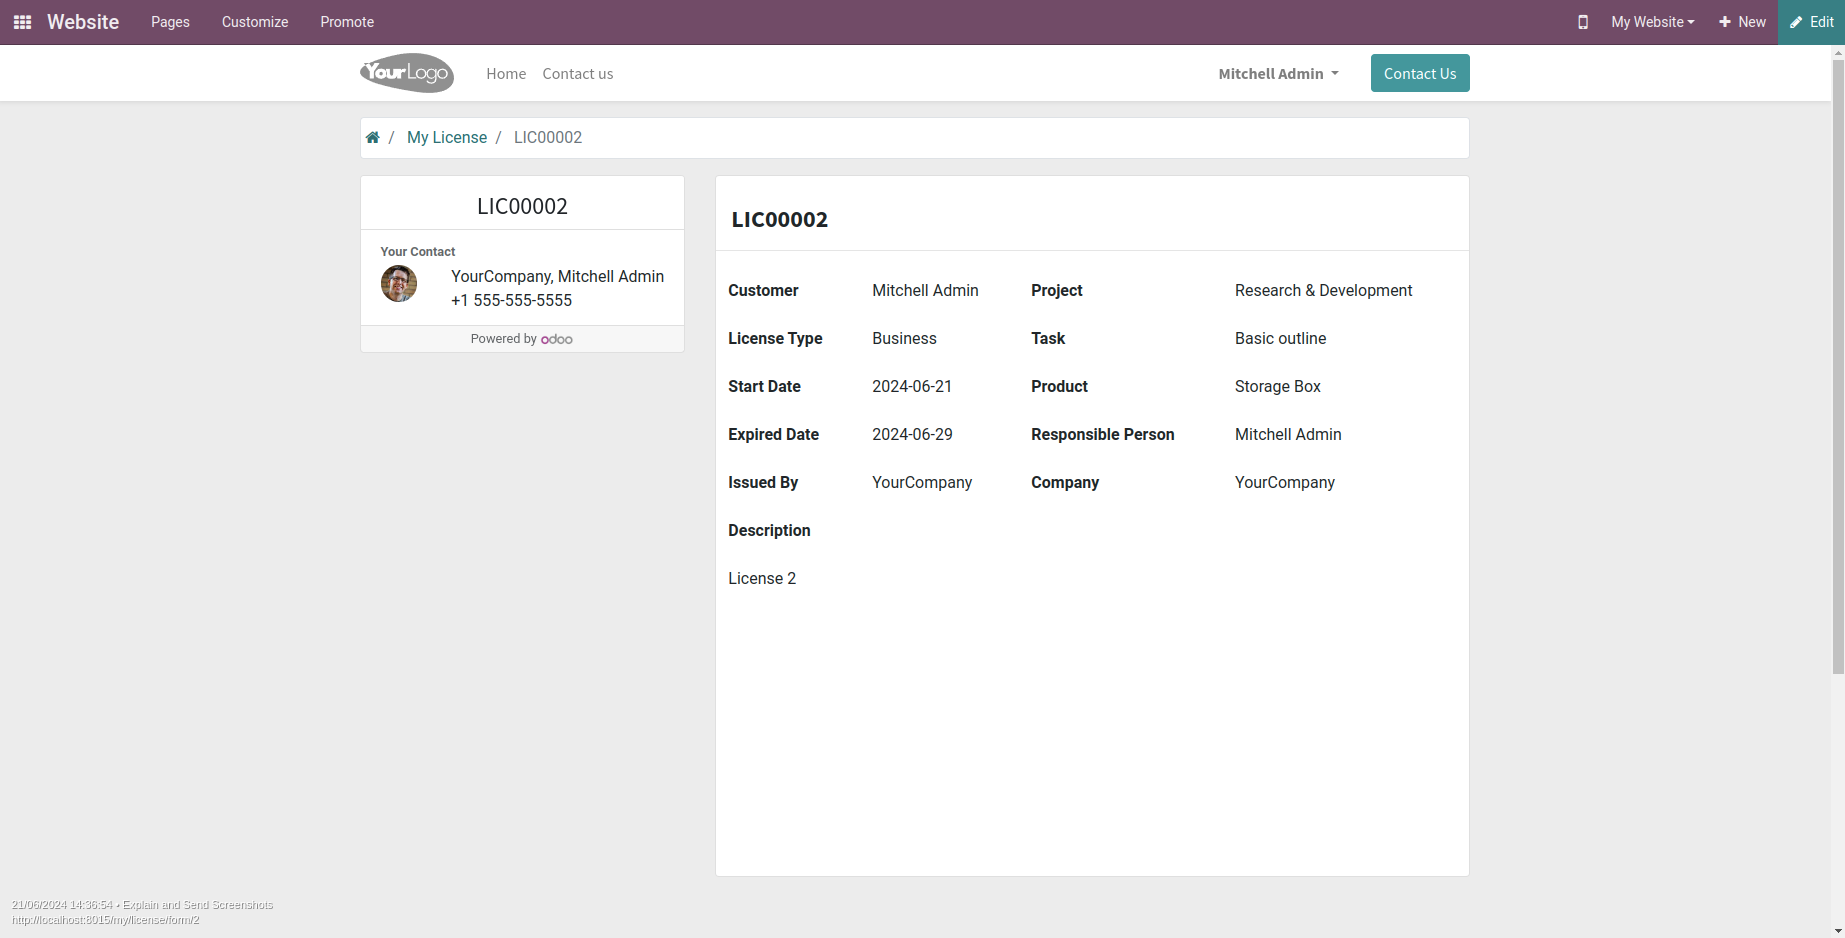 Website Pages Customize Promote My Website New Edit
YourLogo Home Contact us Mitchell Admin Contact Us
/ My License / LIC00002
LIC00002
Your Contact
YourCompany, Mitchell Admin
+1 555-555-5555
Powered by odoo
LIC00002
Customer Mitchell Admin Project Research & Development
License Type Business Task Basic outline
Start Date 2024-06-21 Product Storage Box
Expired Date 2024-06-29 Responsible Person Mitchell Admin
Issued By YourCompany Company YourCompany
Description
License 2
21/06/2024 14:36:54 • Explain and Send Screenshots
http://localhost:8015/my/license/form/2